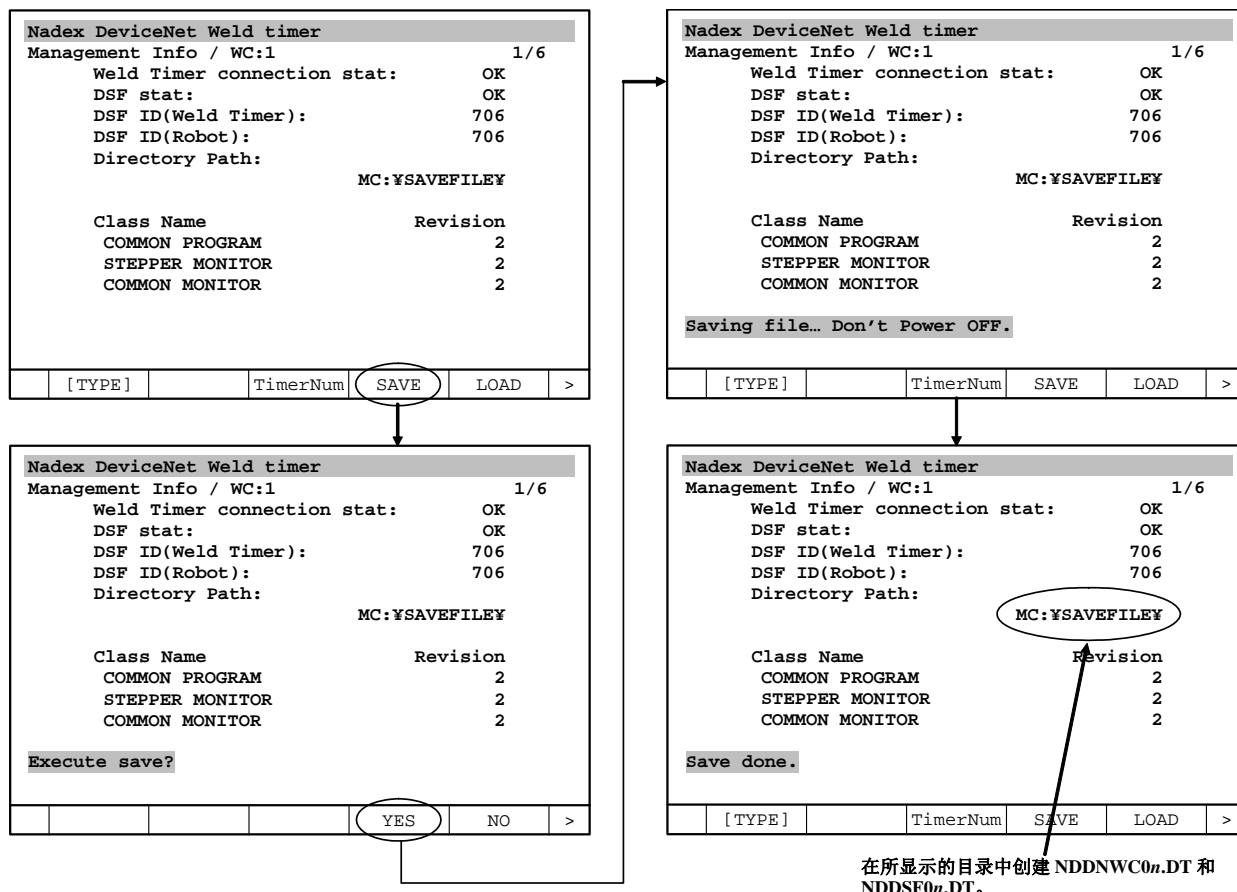 Nadex DeviceNet Weld timer
Management Info / WC:1 1/6
Weld Timer connection stat: OK
DSF stat: OK
DSF ID(Weld Timer): 706
DSF ID(Robot): 706
Directory Path:
MC:¥SAVEFILE¥
Class Name Revision
COMMON PROGRAM 2
STEPPER MONITOR 2
COMMON MONITOR 2
[TYPE] TimerNum SAVE LOAD >
Nadex DeviceNet Weld timer
Management Info / WC:1 1/6
Weld Timer connection stat: OK
DSF stat: OK
DSF ID(Weld Timer): 706
DSF ID(Robot): 706
Directory Path:
MC:¥SAVEFILE¥
Class Name Revision
COMMON PROGRAM 2
STEPPER MONITOR 2
COMMON MONITOR 2
Execute save?
YES NO >
Nadex DeviceNet Weld timer
Management Info / WC:1 1/6
Weld Timer connection stat: OK
DSF stat: OK
DSF ID(Weld Timer): 706
DSF ID(Robot): 706
Directory Path:
MC:¥SAVEFILE¥
Class Name Revision
COMMON PROGRAM 2
STEPPER MONITOR 2
COMMON MONITOR 2
Saving file… Don't Power OFF.
[TYPE] TimerNum SAVE LOAD >
Nadex DeviceNet Weld timer
Management Info / WC:1 1/6
Weld Timer connection stat: OK
DSF stat: OK
DSF ID(Weld Timer): 706
DSF ID(Robot): 706
Directory Path:
MC:¥SAVEFILE¥
Class Name Revision
COMMON PROGRAM 2
STEPPER MONITOR 2
COMMON MONITOR 2
Save done.
[TYPE] TimerNum SAVE LOAD >
在所显示的目录中创建 NDDNWC0n.DT 和
NDDSF0n.DT。